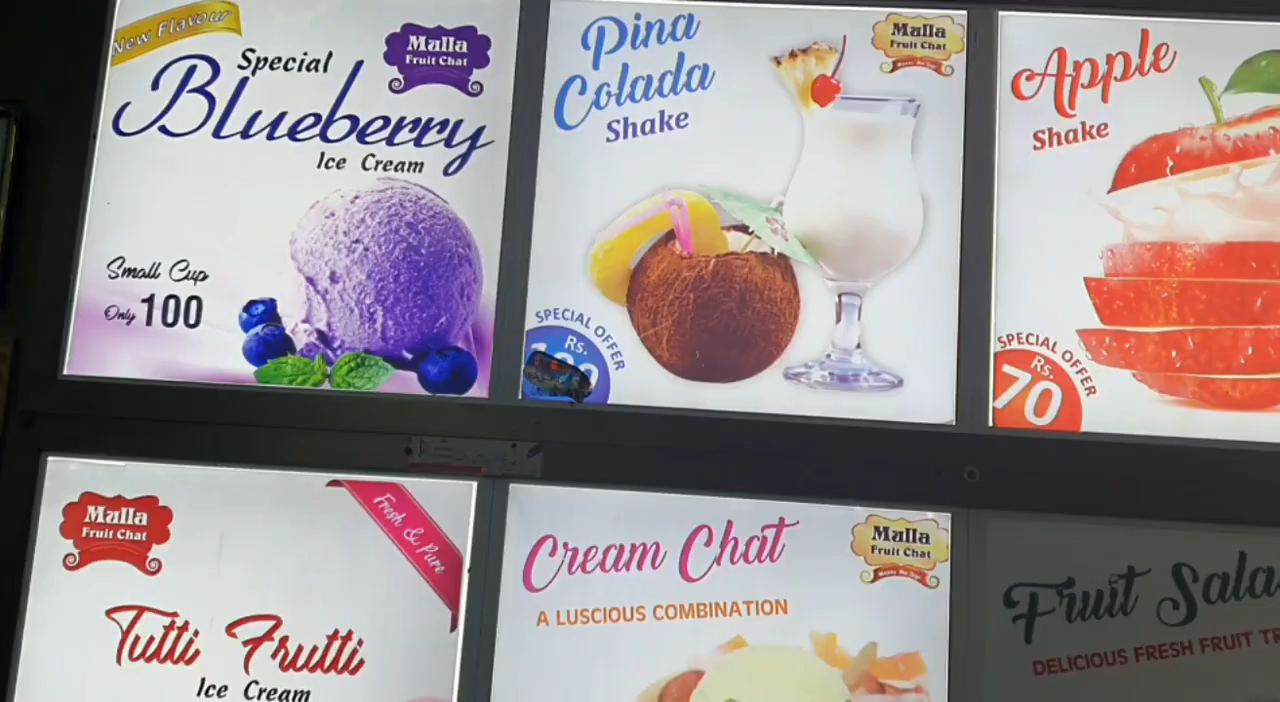 New Flavour
Special
Blueberry
Ice Cream
Mulla
Fruit Chat
Small Cup
Only 100
Pina
Colada
Shake
Mulla
Fruit Chat
SPECIAL OFFER
Rs.
Apple
Shake
SPECIAL OFFER
Rs.
70
Mulla
Fruit Chat
Fresh & Pure
Tutti Frutti
Ice Cream
Cream Chat
A LUSCIOUS COMBINATION
Mulla
Fruit Chat
Fruit
DELICIOUS FRESH FRUIT